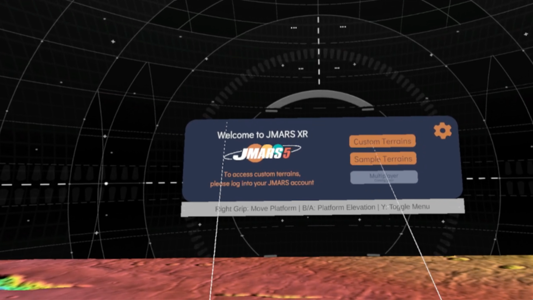 Welcome to JMARS XR
JMARS5
To access custom terrains,
please log into your JMARS account
Custom Terrains
Sample Terrains
Multiplayer
Right Grip: Move Platform | B/A: Platform Elevation | Y: Toggle Menu